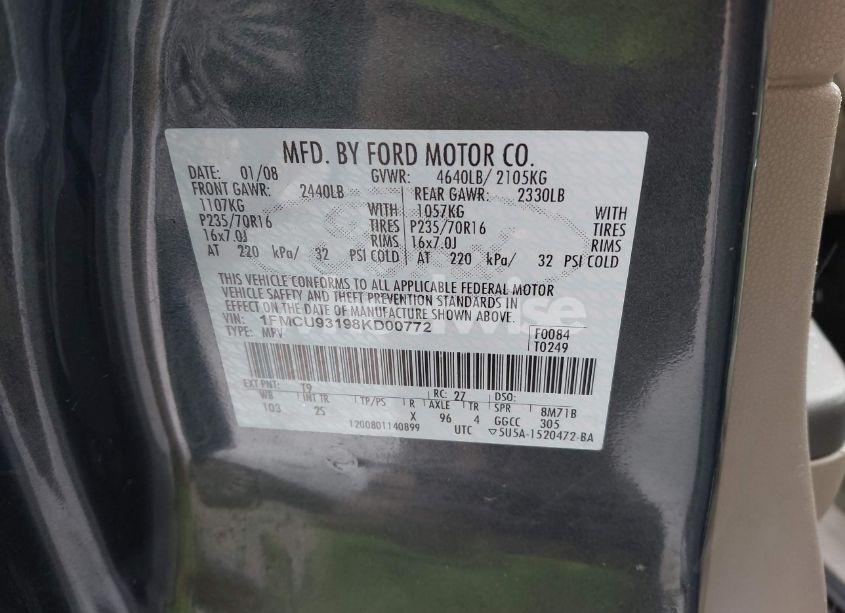 MFD. BY FORD MOTOR CO.
DATE: 01/08 GVWR: 4640LB/ 2105KG
FRONT GAWR: 2440LB REAR GAWR: 2330LB
1107KG WITH 1057KG WITH
P235/70R16 TIRES P235/70R16 TIRES
16x7.0J RIMS 16x7.0J RIMS
AT 220 kPa/ 32 PSI COLD AT 220 kPa/ 32 PSI COLD
THIS VEHICLE CONFORMS TO ALL APPLICABLE FEDERAL MOTOR
VEHICLE SAFETY AND THEFT PREVENTION STANDARDS IN
EFFECT ON THE DATE OF MANUFACTURE SHOWN ABOVE.
VIN: 1FMCU93198KD00772 F0084
TYPE: MPV T0249
EXT PNT: T9 RC: 27 DSO:
WB INT TR TP/PS R AXLE TR SPR 8M71B
103 2S X 96 4 GGCC 305
1200801140899 UTC ▽5U5A-1520472-BA